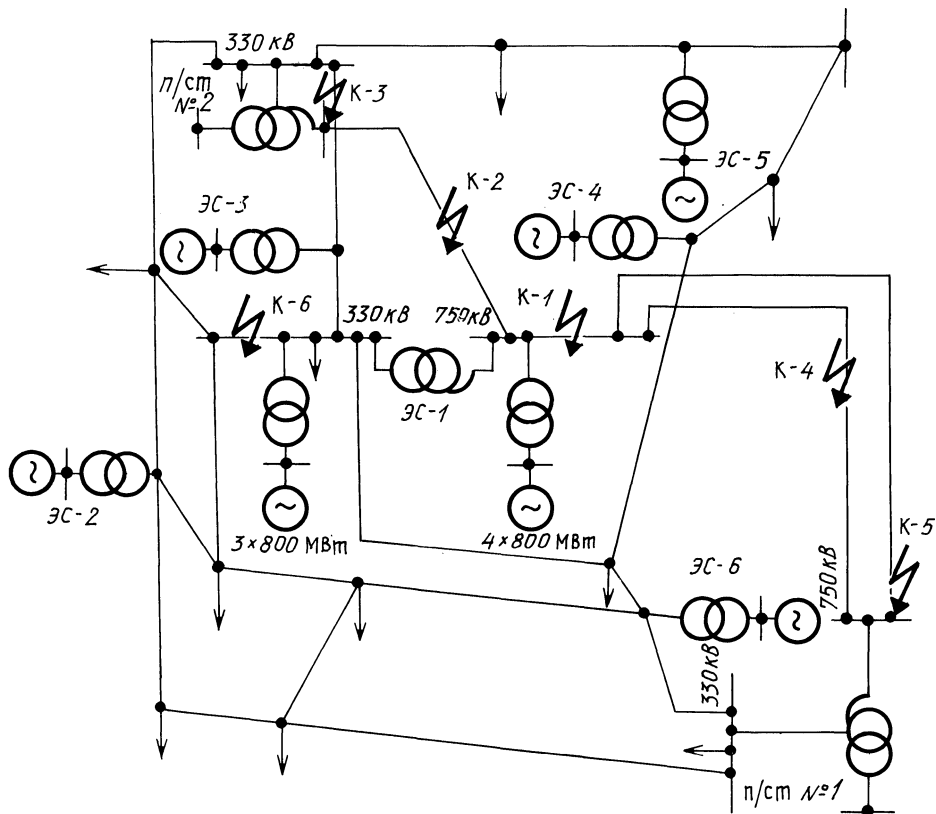 330 кВ
п/ст
№2
К-3
ЭС-5
ЭС-3
К-2
ЭС-4
К-6
330 кВ
750 кВ
К-1
К-4
ЭС-1
ЭС-2
3×800 МВт
4×800 МВт
К-5
ЭС-6
750 кВ
330 кВ
п/ст №1